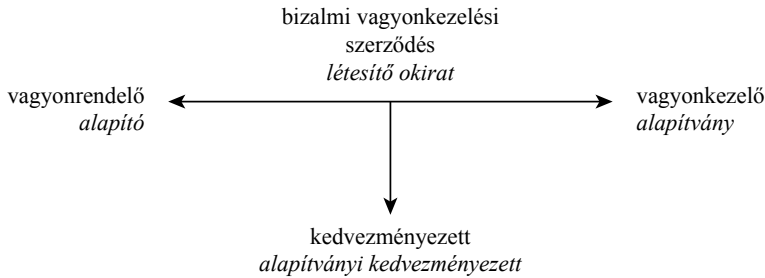 bizalmi vagyonkezelési
szerződés
létesítő okirat
vagyonrendelő
alapító
vagyonkezelő
alapítvány
kedvezményezett
alapítványi kedvezményezett